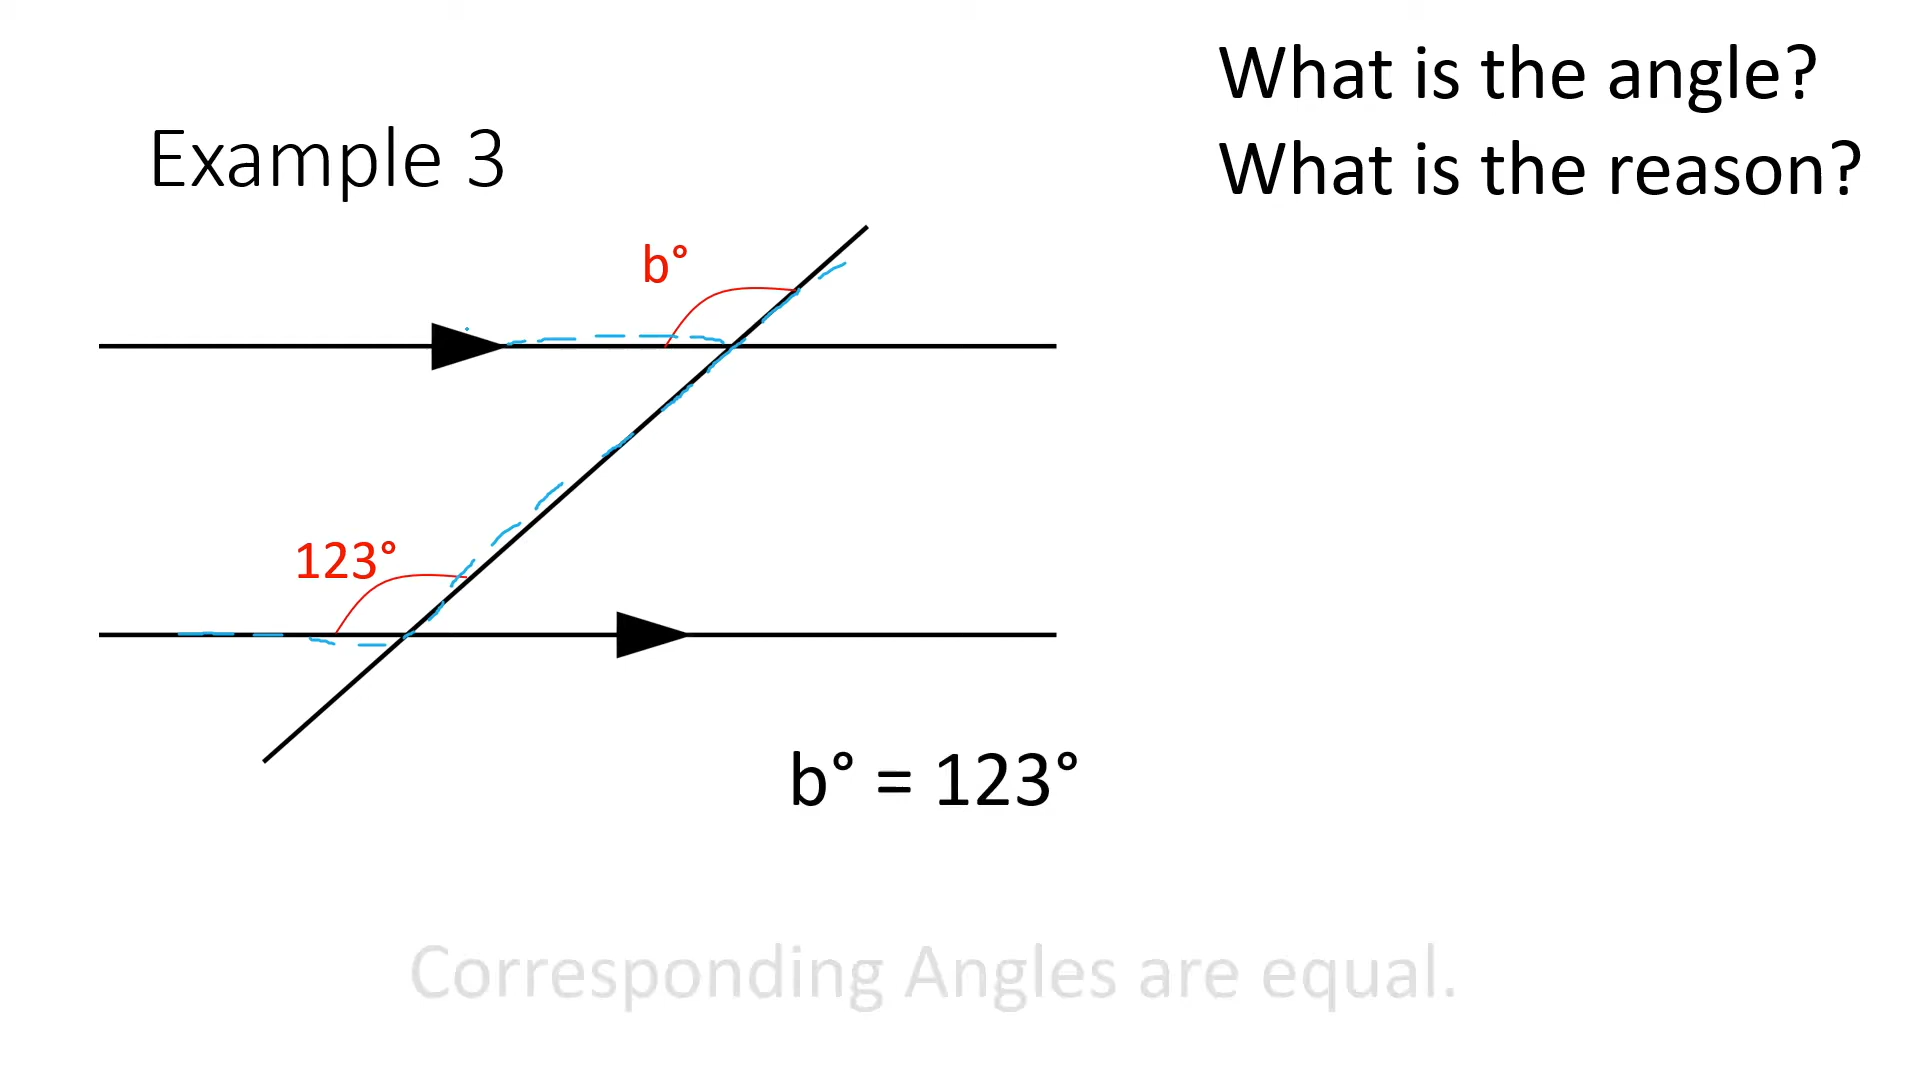 What is the angle?
What is the reason?
Example 3
b°
123°
b° = 123°
Corresponding Angles are equal.